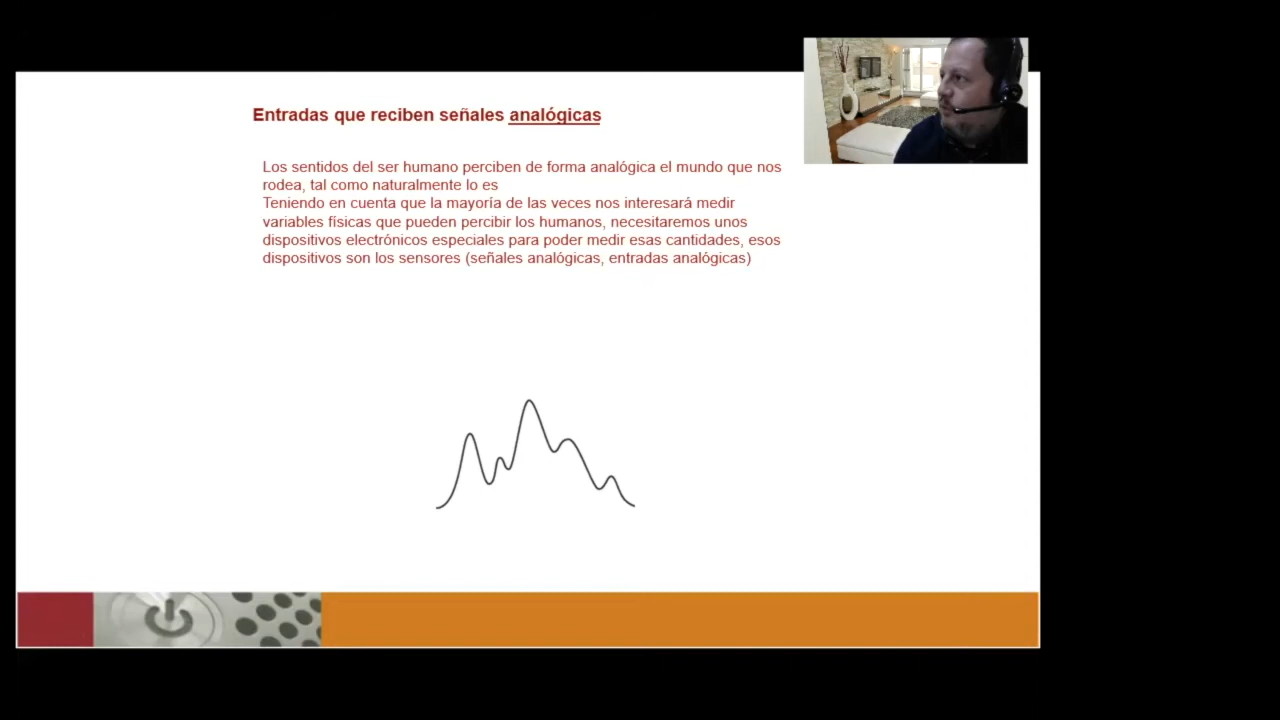 Entradas que reciben señales analógicas
Los sentidos del ser humano perciben de forma analógica el mundo que nos
rodea, tal como naturalmente lo es
Teniendo en cuenta que la mayoría de las veces nos interesará medir
variables físicas que pueden percibir los humanos, necesitaremos unos
dispositivos electrónicos especiales para poder medir esas cantidades, esos
dispositivos son los sensores (señales analógicas, entradas analógicas)